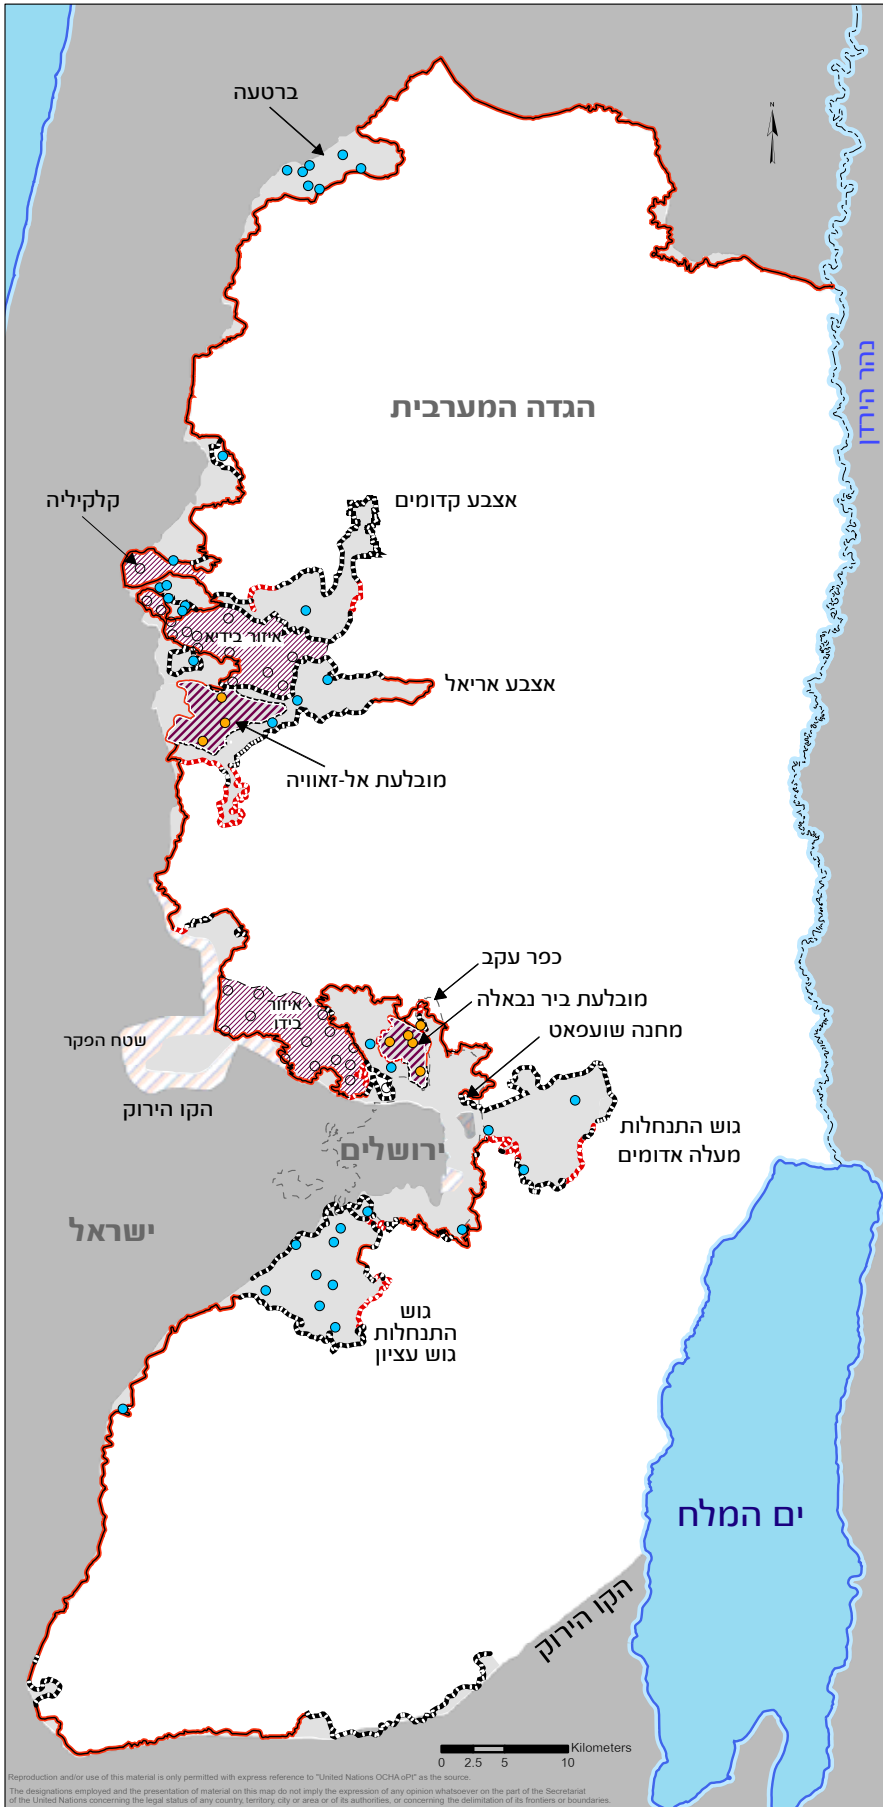 ברטעה
N
נהר הירדן
הגדה המערבית
אצבע קדומים
קלקיליה
איזור בידיא
אצבע אריאל
מובלעת אל-זאוויה
כפר עקב
מובלעת ביר נבאלה
מחנה שועפאט
איזור
בידו
שטח הפקר
הקו הירוק
גוש התנחלות
מעלה אדומים
ירושלים
ישראל
גוש
התנחלות
גוש עציון
ים המלח
הקו הירוק
Kilometers
0 2.5 5 10
Reproduction and/or use of this material is only permitted with express reference to "United Nations OCHA oPt" as the source.
The designations employed and the presentation of material on this map do not imply the expression of any opinion whatsoever on the part of the Secretariat
of the United Nations concerning the legal status of any country, territory, city or area or of its authorities, or concerning the delimitation of its frontiers or boundaries.